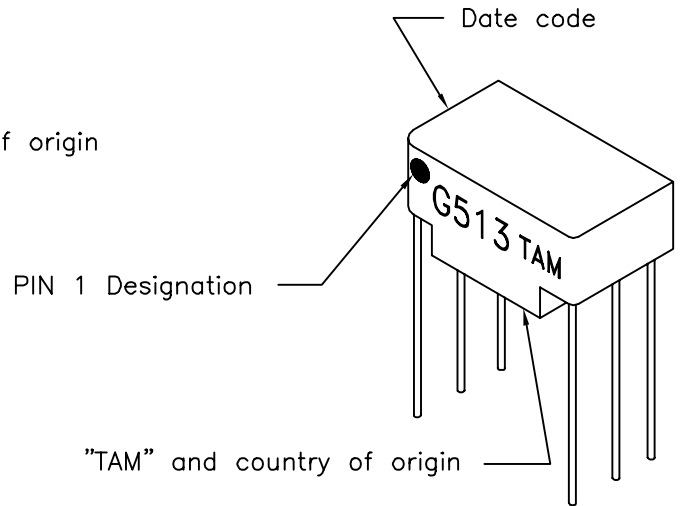 Date code
f origin
G513 TAM
PIN 1 Designation
"TAM" and country of origin